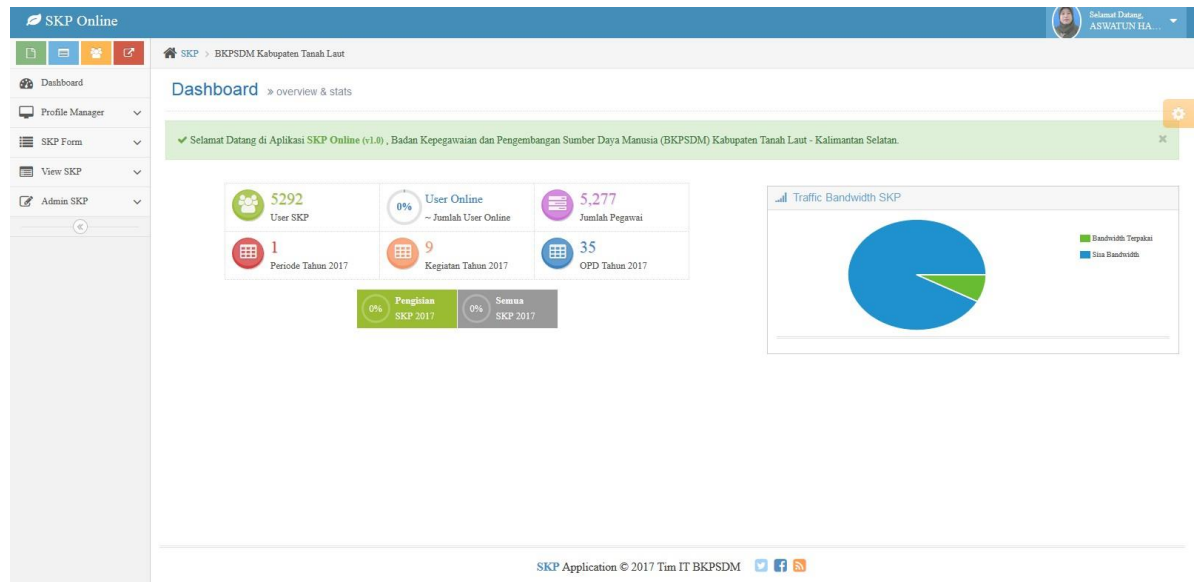 SKP Online
Selamat Datang,
ASWATUN HA...
SKP > BKPSDM Kabupaten Tanah Laut
Dashboard
Profile Manager
SKP Form
View SKP
Admin SKP
Dashboard » overview & stats
Selamat Datang di Aplikasi SKP Online (v1.0) , Badan Kepegawaian dan Pengembangan Sumber Daya Manusia (BKPSDM) Kabupaten Tanah Laut - Kalimantan Selatan.
5292
User SKP
0%
User Online
~ Jumlah User Online
5,277
Jumlah Pegawai
1
Periode Tahun 2017
9
Kegiatan Tahun 2017
35
OPD Tahun 2017
0%
Pengisian
SKP 2017
0%
Semua
SKP 2017
Traffic Bandwidth SKP
Bandwidth Terpakai
Sisa Bandwidth
SKP Application © 2017 Tim IT BKPSDM